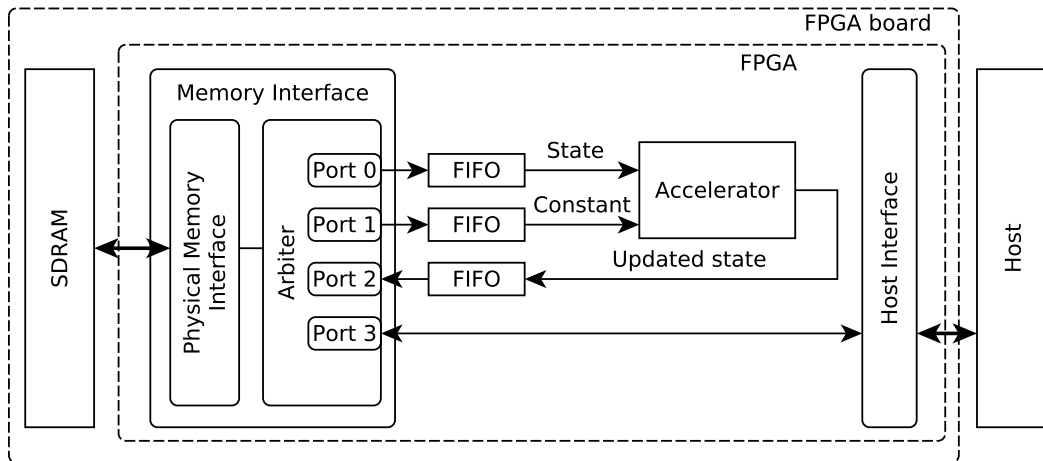 FPGA board
FPGA
Memory Interface
SDRAM
Physical Memory
Interface
Arbiter
Port 0
Port 1
Port 2
Port 3
FIFO
FIFO
FIFO
State
Constant
Updated state
Accelerator
Host Interface
Host